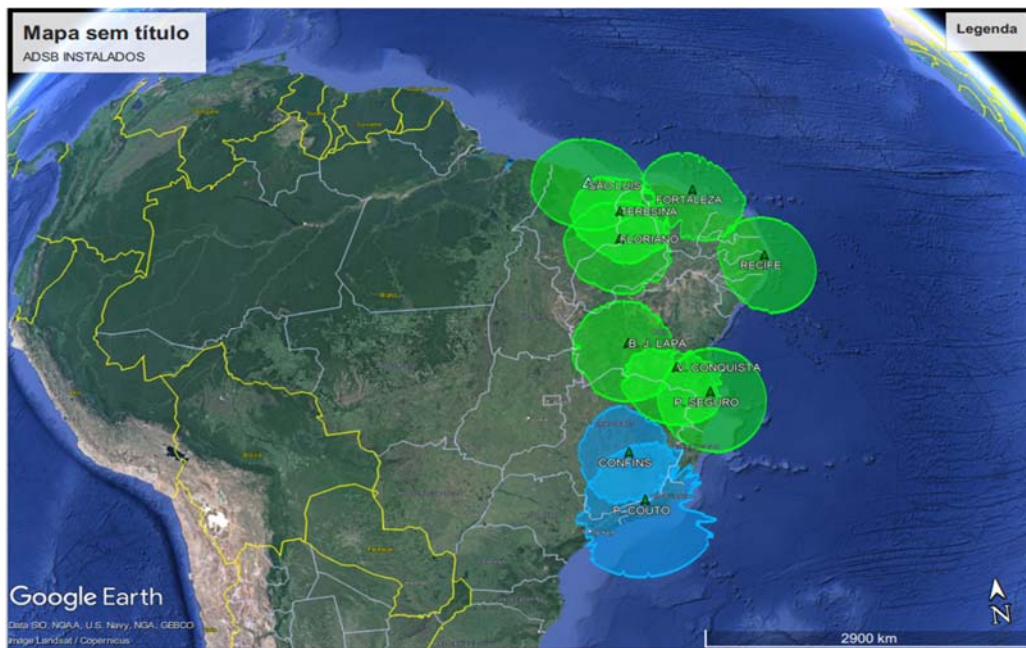 Mapa sem título
ADSB INSTALADOS
Legenda
SÃO LUIS
FORTALEZA
TERESINA
FLORIANO
RECIFE
B. J. LAPA
V. CONQUISTA
P. SEGURO
CONFINS
P. COUTO
Google Earth
Data SIO, NOAA, U.S. Navy, NGA, GEBCO
Image Landsat / Copernicus
N
2900 km